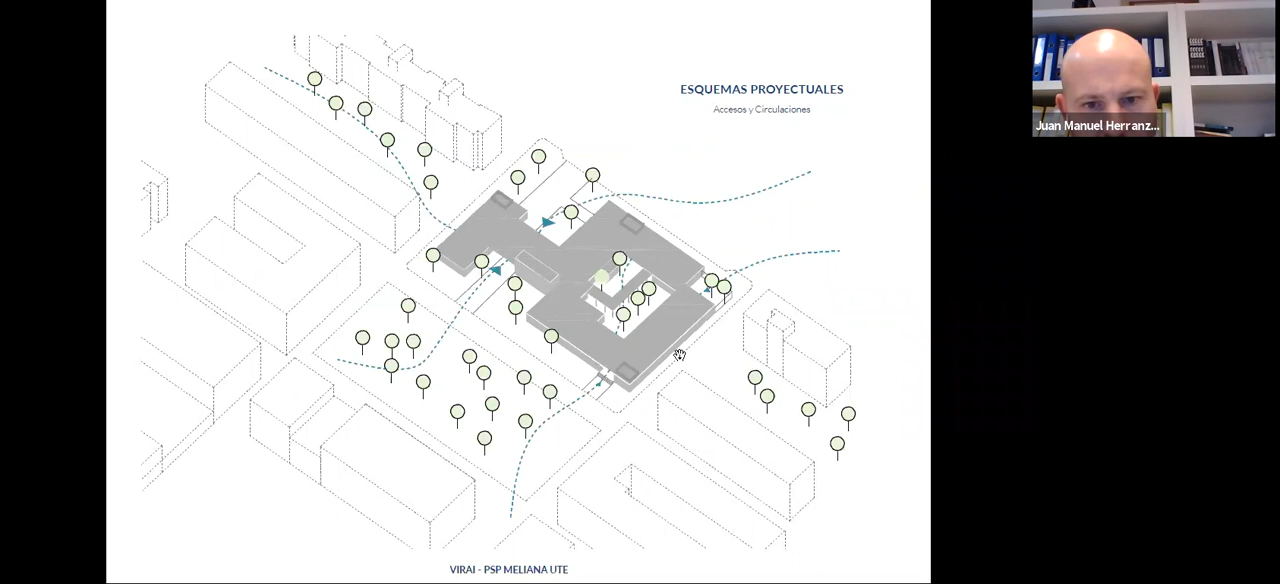 ESQUEMAS PROYECTUALES
Accesos y Circulaciones
Juan Manuel Herranz...
VIRAI - PSP MELIANA UTE